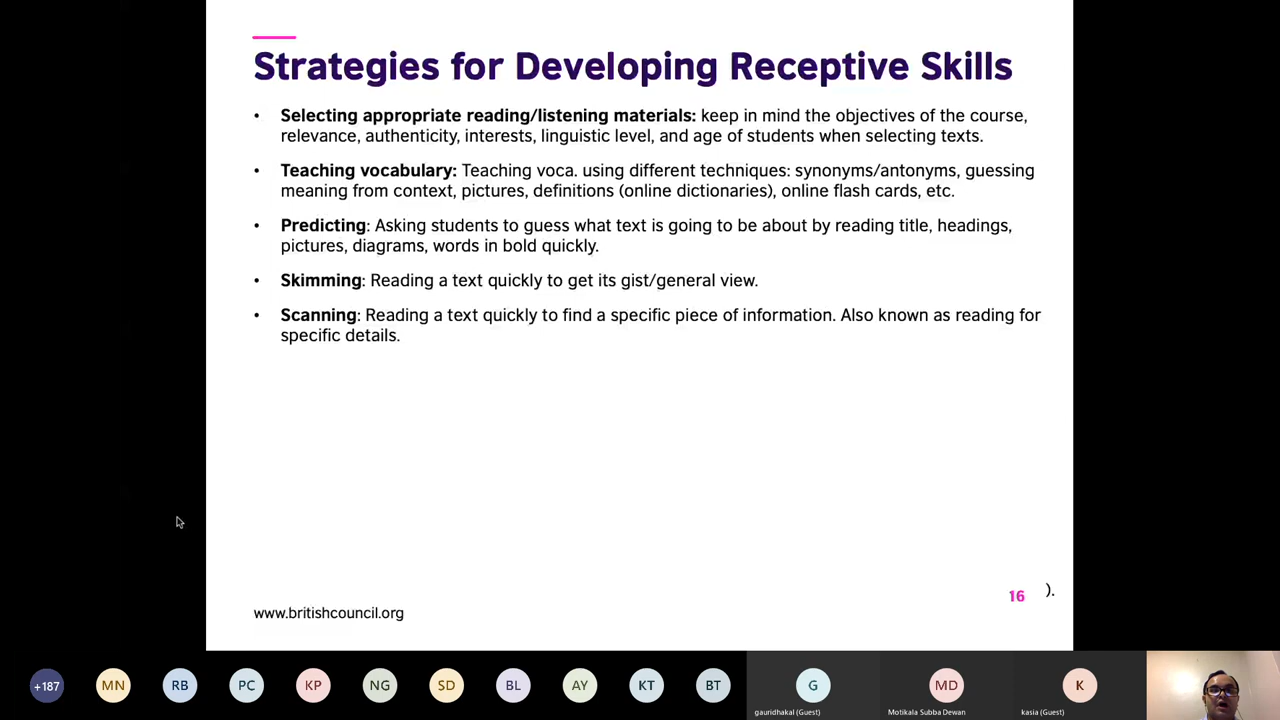 Strategies for Developing Receptive Skills
• Selecting appropriate reading/listening materials: keep in mind the objectives of the course,
relevance, authenticity, interests, linguistic level, and age of students when selecting texts.
• Teaching vocabulary: Teaching voca. using different techniques: synonyms/antonyms, guessing
meaning from context, pictures, definitions (online dictionaries), online flash cards, etc.
• Predicting: Asking students to guess what text is going to be about by reading title, headings,
pictures, diagrams, words in bold quickly.
• Skimming: Reading a text quickly to get its gist/general view.
• Scanning: Reading a text quickly to find a specific piece of information. Also known as reading for
specific details.
).
16
www.britishcouncil.org
+187 MN RB PC KP NG SD BL AY KT BT G MD K
gauridhakal (Guest) Motikala Subba Dewan kasia (Guest)